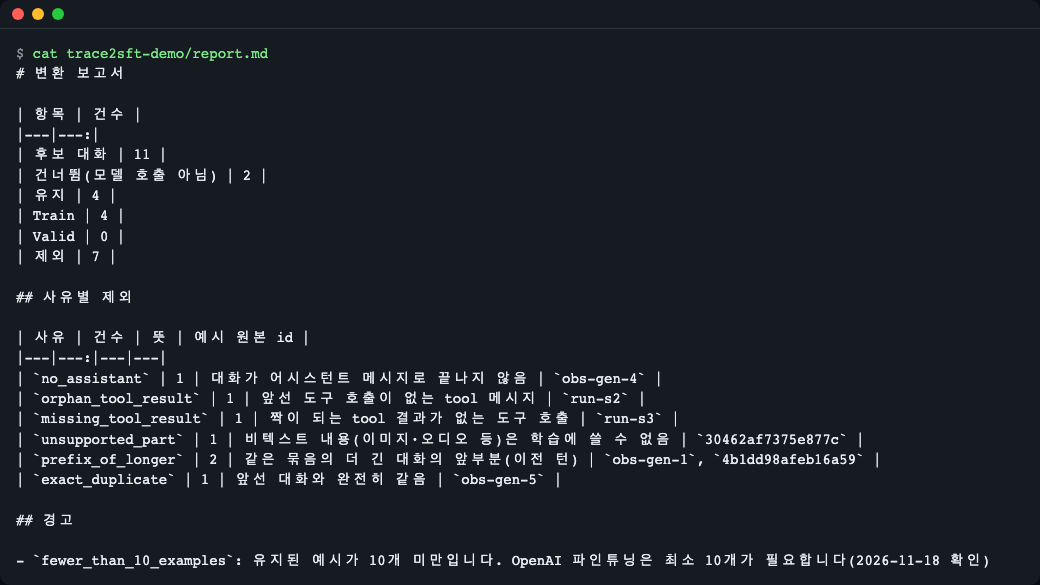 $ cat trace2sft-demo/report.md
# 변환 보고서
| 항목 | 건수 |
|---|---:|
| 후보 대화 | 11 |
| 건너뜀(모델 호출 아님) | 2 |
| 유지 | 4 |
| Train | 4 |
| Valid | 0 |
| 제외 | 7 |
## 사유별 제외
| 사유 | 건수 | 뜻 | 예시 원본 id |
|---|---:|---|---|
| `no_assistant` | 1 | 대화가 어시스턴트 메시지로 끝나지 않음 | `obs-gen-4` |
| `orphan_tool_result` | 1 | 앞선 도구 호출이 없는 tool 메시지 | `run-s2` |
| `missing_tool_result` | 1 | 짝이 되는 tool 결과가 없는 도구 호출 | `run-s3` |
| `unsupported_part` | 1 | 비텍스트 내용(이미지·오디오 등)은 학습에 쓸 수 없음 | `30462af7375e877c` |
| `prefix_of_longer` | 2 | 같은 묶음의 더 긴 대화의 앞부분(이전 턴) | `obs-gen-1`, `4b1dd98afeb16a59` |
| `exact_duplicate` | 1 | 앞선 대화와 완전히 같음 | `obs-gen-5` |
## 경고
- `fewer_than_10_examples`: 유지된 예시가 10개 미만입니다. OpenAI 파인튜닝은 최소 10개가 필요합니다(2026-11-18 확인)